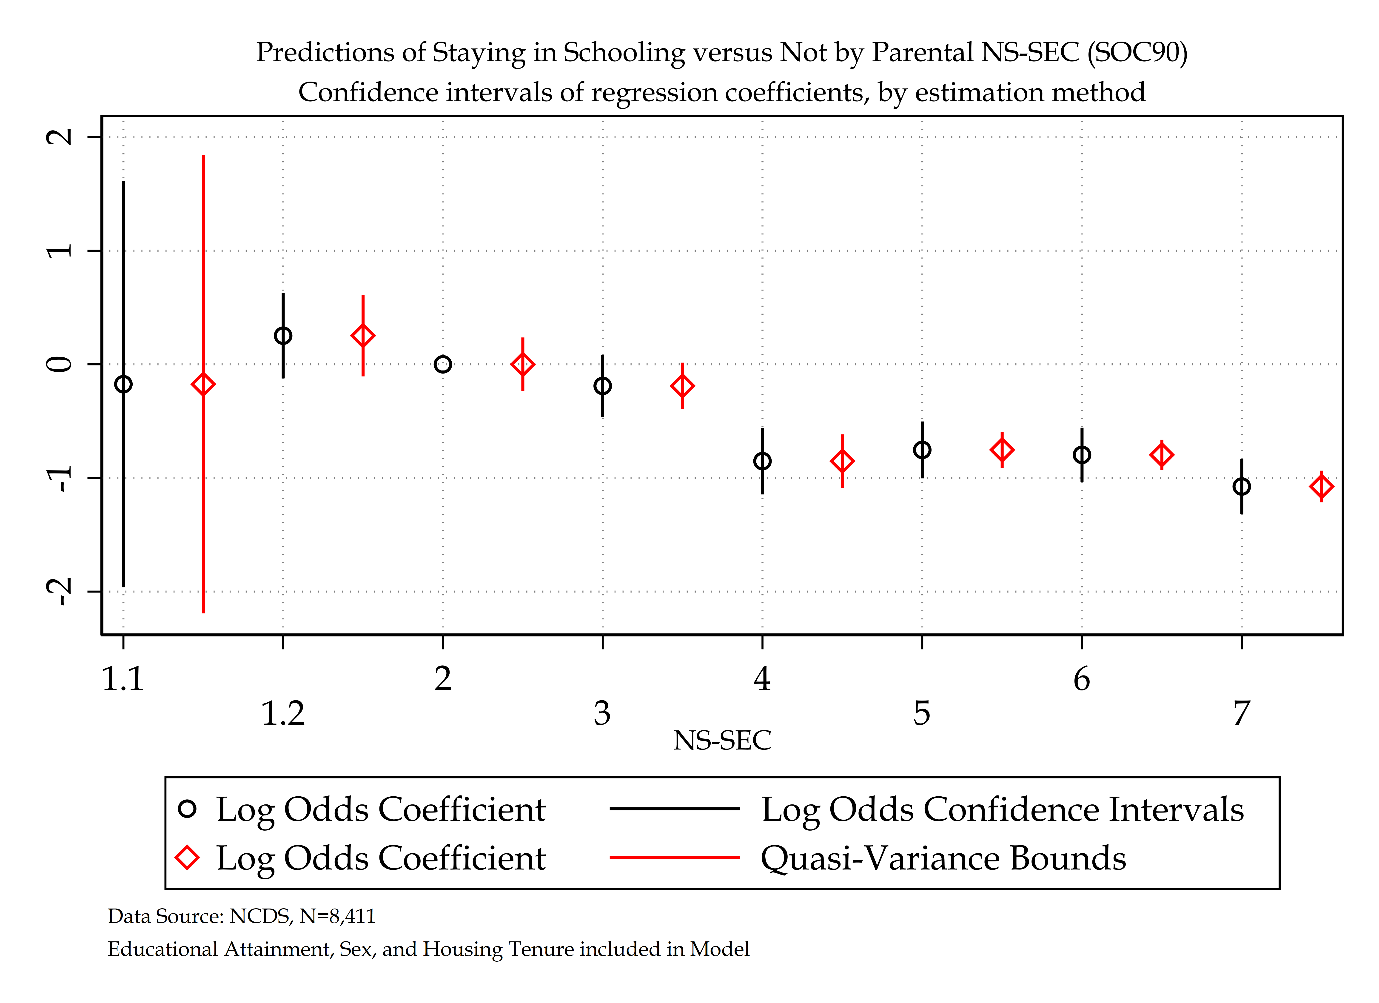 Predictions of Staying in Schooling versus Not by Parental NS-SEC (SOC90)
Confidence intervals of regression coefficients, by estimation method
2
1
0
-1
-2
1.1
1.2
2
3
4
5
6
7
NS-SEC
Log Odds Coefficient
Log Odds Confidence Intervals
Log Odds Coefficient
Quasi-Variance Bounds
Data Source: NCDS, N=8,411
Educational Attainment, Sex, and Housing Tenure included in Model